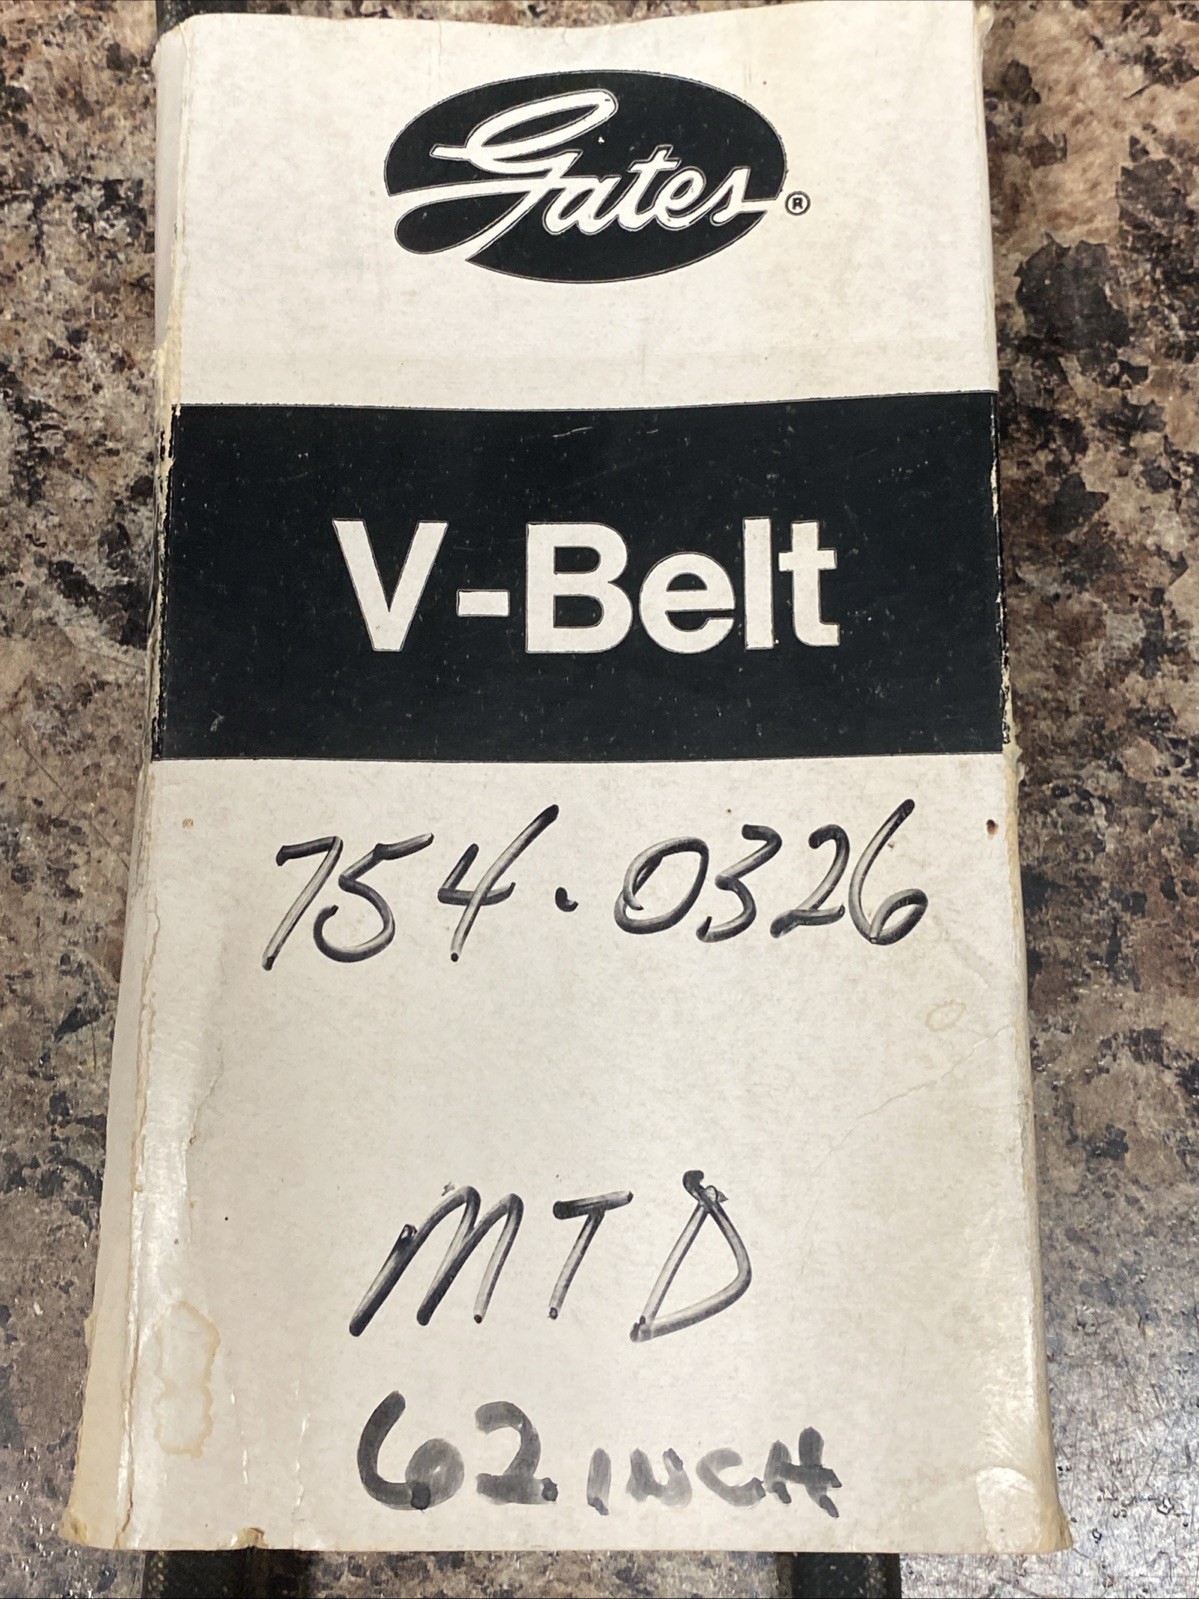 Gates®
V-Belt
754.0326
MTD
62 INCH